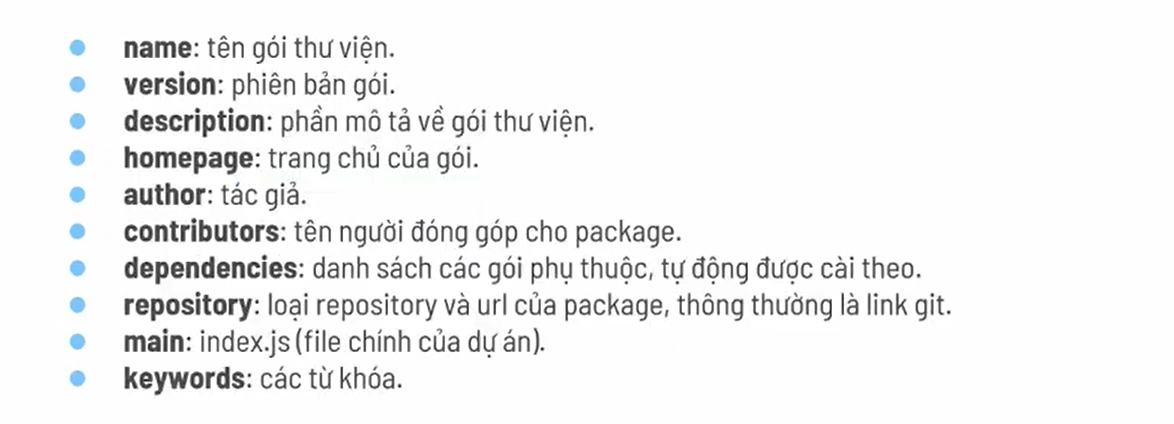 name: tên gói thư viện.
version: phiên bản gói.
description: phần mô tả về gói thư viện.
homepage: trang chủ của gói.
author: tác giả.
contributors: tên người đóng góp cho package.
dependencies: danh sách các gói phụ thuộc, tự động được cài theo.
repository: loại repository và url của package, thông thường là link git.
main: index.js (file chính của dự án).
keywords: các từ khóa.